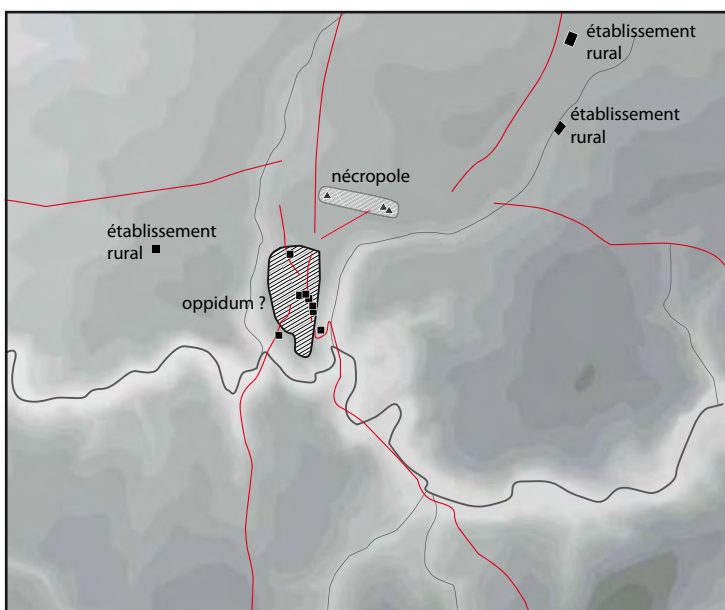 établissement
rural
établissement
rural
nécropole
établissement
rural
oppidum ?